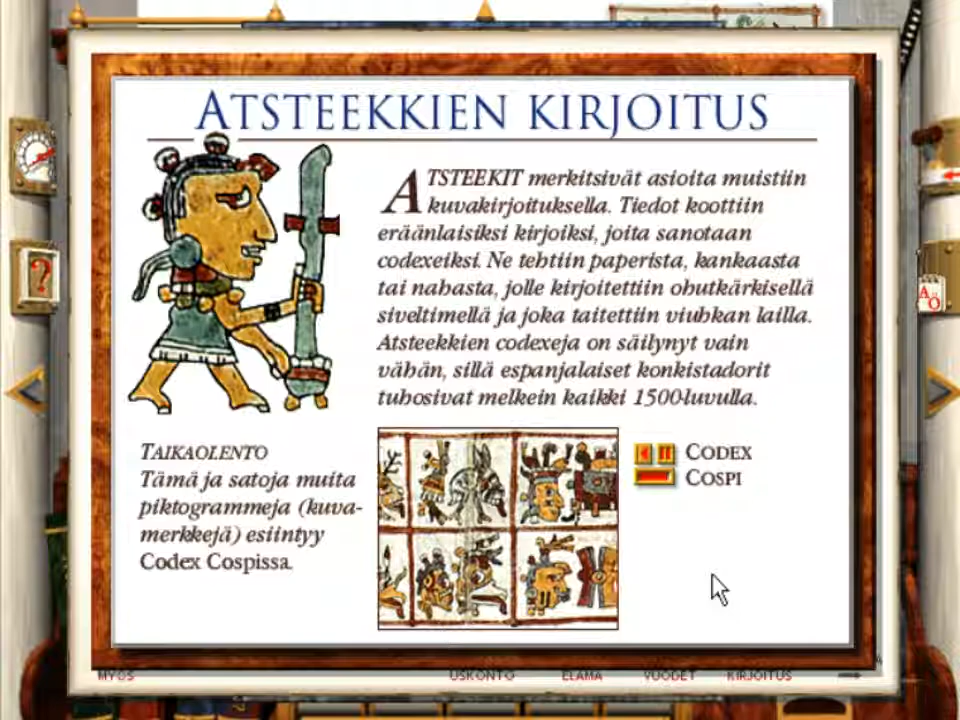 ATSTEEKKIEN KIRJOITUS
ATSTEEKIT merkitsivät asioita muistiin
kuvakirjoituksella. Tiedot koottiin
eräänlaisiksi kirjoiksi, joita sanotaan
codexeiksi. Ne tehtiin paperista, kankaasta
tai nahasta, jolle kirjoitettiin ohutkärkisellä
siveltimellä ja joka taitettiin viuhkan lailla.
Atsteekkien codexeja on säilynyt vain
vähän, sillä espanjalaiset konkistadorit
tuhosivat melkein kaikki 1500-luvulla.
TAIKAOLENTO
Tämä ja satoja muita
piktogrammeja (kuva-
merkkejä) esiintyy
Codex Cospissa.
CODEX
COSPI
?
A
Ö
MYÖS USKONTO ELÄMÄ VUODET KIRJOITUS